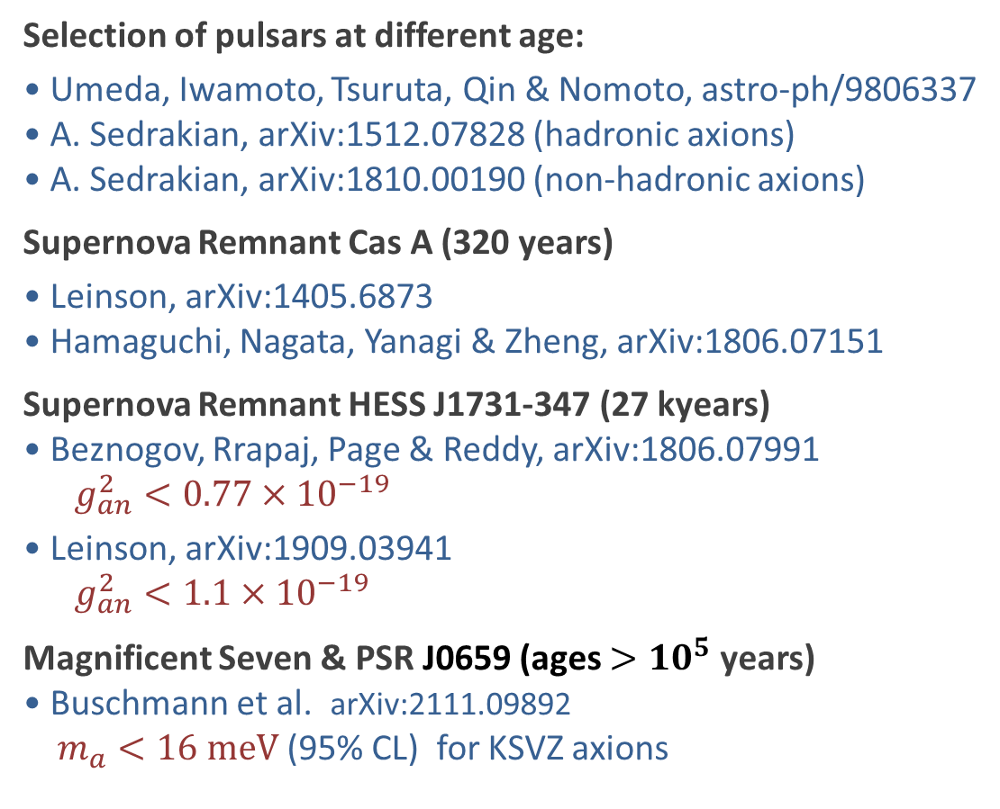 Selection of pulsars at different age:
• Umeda, Iwamoto, Tsuruta, Qin & Nomoto, astro-ph/9806337
• A. Sedrakian, arXiv:1512.07828 (hadronic axions)
• A. Sedrakian, arXiv:1810.00190 (non-hadronic axions)
Supernova Remnant Cas A (320 years)
• Leinson, arXiv:1405.6873
• Hamaguchi, Nagata, Yanagi & Zheng, arXiv:1806.07151
Supernova Remnant HESS J1731-347 (27 kyears)
• Beznogov, Rrapaj, Page & Reddy, arXiv:1806.07991
$g_{an}^2 < 0.77 \times 10^{-19}$
• Leinson, arXiv:1909.03941
$g_{an}^2 < 1.1 \times 10^{-19}$
Magnificent Seven & PSR J0659 (ages $> 10^5$ years)
• Buschmann et al. arXiv:2111.09892
$m_a < 16$ meV (95% CL) for KSVZ axions